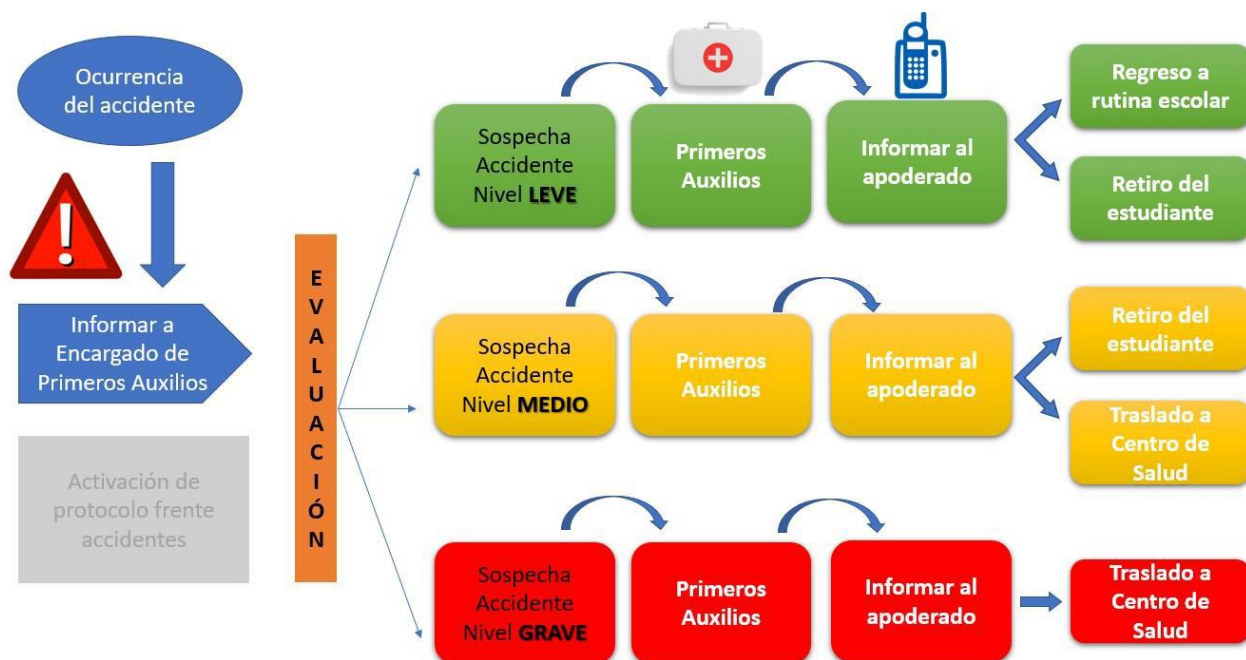 Ocurrencia
del accidente
Informar a
Encargado de
Primeros Auxilios
Activación de
protocolo frente
accidentes
EVALUACIÓN
Sospecha
Accidente
Nivel LEVE
Primeros
Auxilios
Informar al
apoderado
Regreso a
rutina escolar
Retiro del
estudiante
Sospecha
Accidente
Nivel MEDIO
Primeros
Auxilios
Informar al
apoderado
Retiro del
estudiante
Traslado a
Centro de
Salud
Sospecha
Accidente
Nivel GRAVE
Primeros
Auxilios
Informar al
apoderado
Traslado a
Centro de
Salud